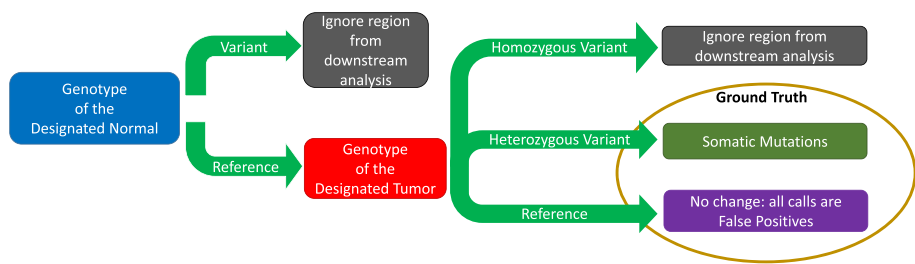 Genotype
of the
Designated Normal
Variant
Ignore region
from
downstream
analysis
Reference
Genotype
of the
Designated Tumor
Homozygous Variant
Ignore region from
downstream analysis
Ground Truth
Heterozygous Variant
Somatic Mutations
Reference
No change: all calls are
False Positives